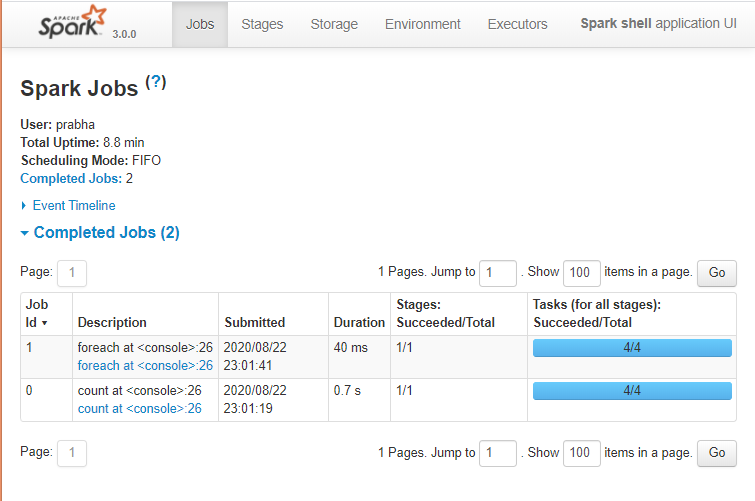 APACHE
Spark 3.0.0 Jobs Stages Storage Environment Executors Spark shell application UI
Spark Jobs (?)
User: prabha
Total Uptime: 8.8 min
Scheduling Mode: FIFO
Completed Jobs: 2
Event Timeline
Completed Jobs (2)
Page: 1 1 Pages. Jump to 1 . Show 100 items in a page. Go
Job Id Description Submitted Duration Stages: Succeeded/Total Tasks (for all stages): Succeeded/Total
1 foreach at <console>:26 2020/08/22 40 ms 1/1 4/4
foreach at <console>:26 23:01:41
0 count at <console>:26 2020/08/22 0.7 s 1/1 4/4
count at <console>:26 23:01:19
Page: 1 1 Pages. Jump to 1 . Show 100 items in a page. Go